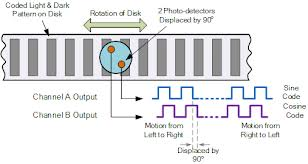 Coded Light & Dark
Pattern on Disk
Rotation of Disk
2 Photo-detectors
Displaced by 90°
Channel A Output
Channel B Output
Sine
Code
Cosine
Code
Motion from
Left to Right
Motion from
Right to Left
Displaced
by 90°